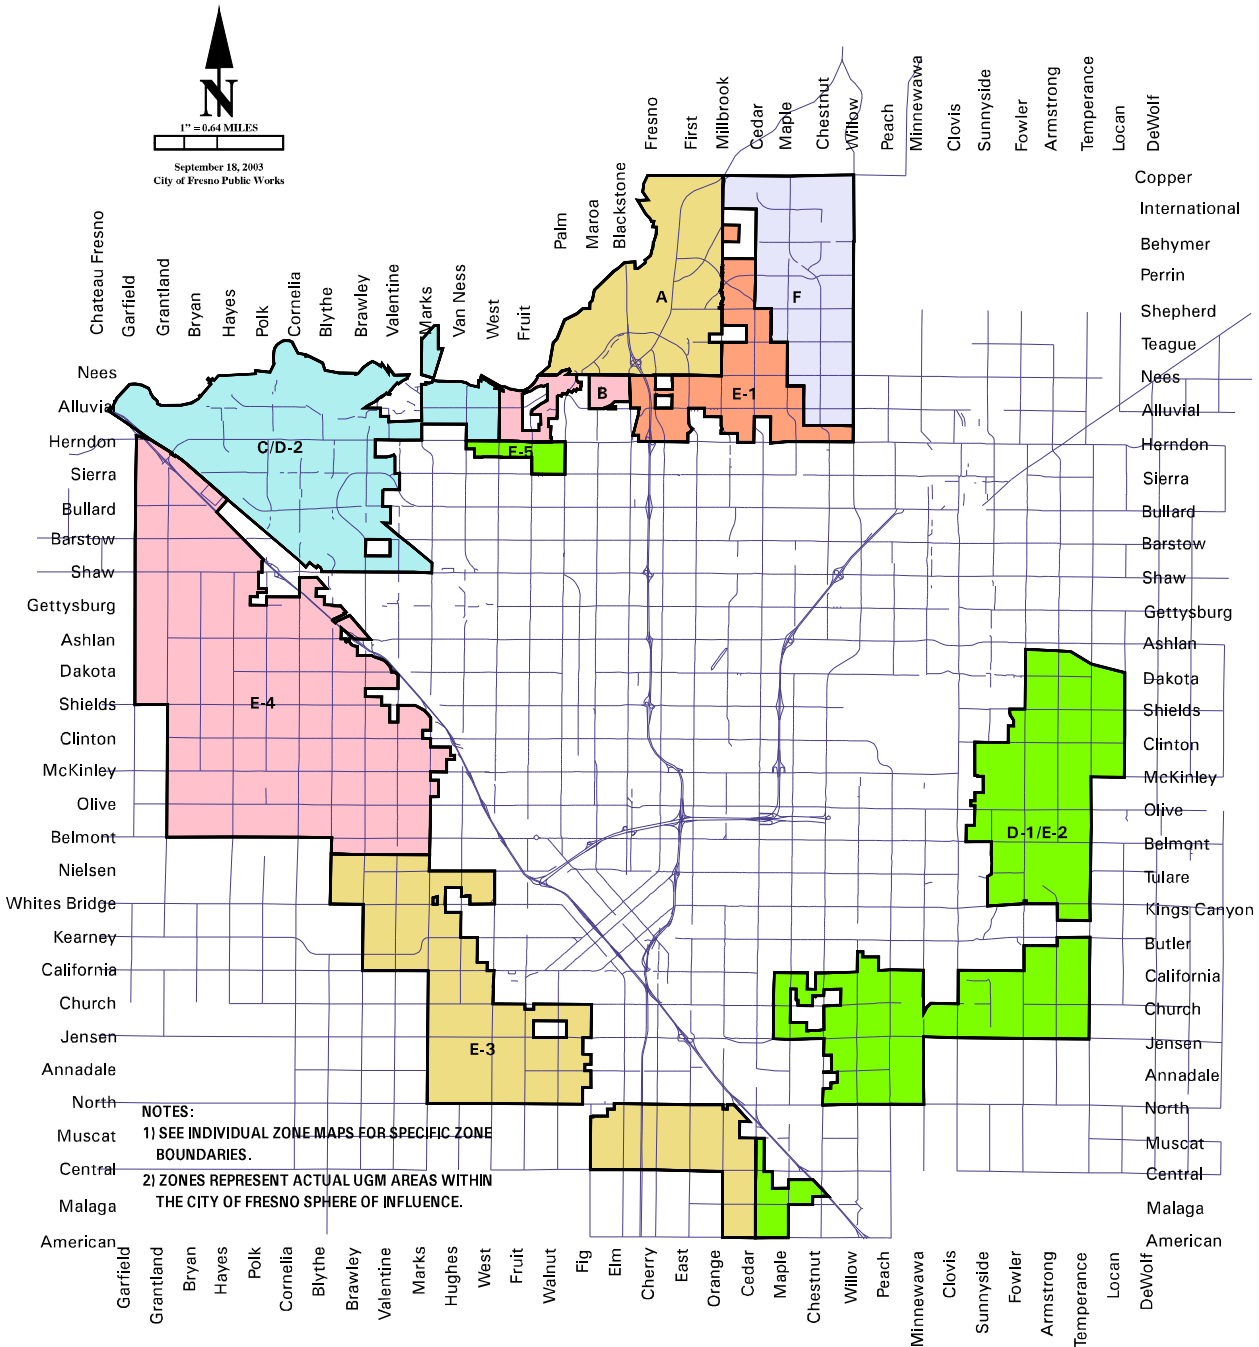 N
1" = 0.64 MILES
September 18, 2003
City of Fresno Public Works
Fresno
First
Millbrook
Cedar
Maple
Chestnut
Willow
Peach
Minnewawa
Clovis
Sunnyside
Fowler
Armstrong
Temperance
Locan
DeWolf
Palm
Maroa
Blackstone
Chateau Fresno
Garfield
Grantland
Bryan
Hayes
Polk
Cornelia
Blythe
Brawley
Valentine
Marks
Van Ness
West
Fruit
Copper
International
Behymer
Perrin
Shepherd
Teague
Nees
Alluvial
Herndon
Sierra
Bullard
Barstow
Shaw
Gettysburg
Ashlan
Dakota
Shields
Clinton
McKinley
Olive
Belmont
Tulare
Kings Canyon
Butler
California
Church
Jensen
Annadale
North
Muscat
Central
Malaga
American
Nees
Alluvia
Herndon
Sierra
Bullard
Barstow
Shaw
Gettysburg
Ashlan
Dakota
Shields
Clinton
McKinley
Olive
Belmont
Nielsen
Whites Bridge
Kearney
California
Church
Jensen
Annadale
North
Muscat
Central
Malaga
American
A
F
B
E-1
C/D-2
E-5
E-4
D-1/E-2
E-3
NOTES:
1) SEE INDIVIDUAL ZONE MAPS FOR SPECIFIC ZONE
BOUNDARIES.
2) ZONES REPRESENT ACTUAL UGM AREAS WITHIN
THE CITY OF FRESNO SPHERE OF INFLUENCE.
Garfield
Grantland
Bryan
Hayes
Polk
Cornelia
Blythe
Brawley
Valentine
Marks
Hughes
West
Fruit
Walnut
Fig
Elm
Cherry
East
Orange
Cedar
Maple
Chestnut
Willow
Peach
Minnewawa
Clovis
Sunnyside
Fowler
Armstrong
Temperance
Locan
DeWolf